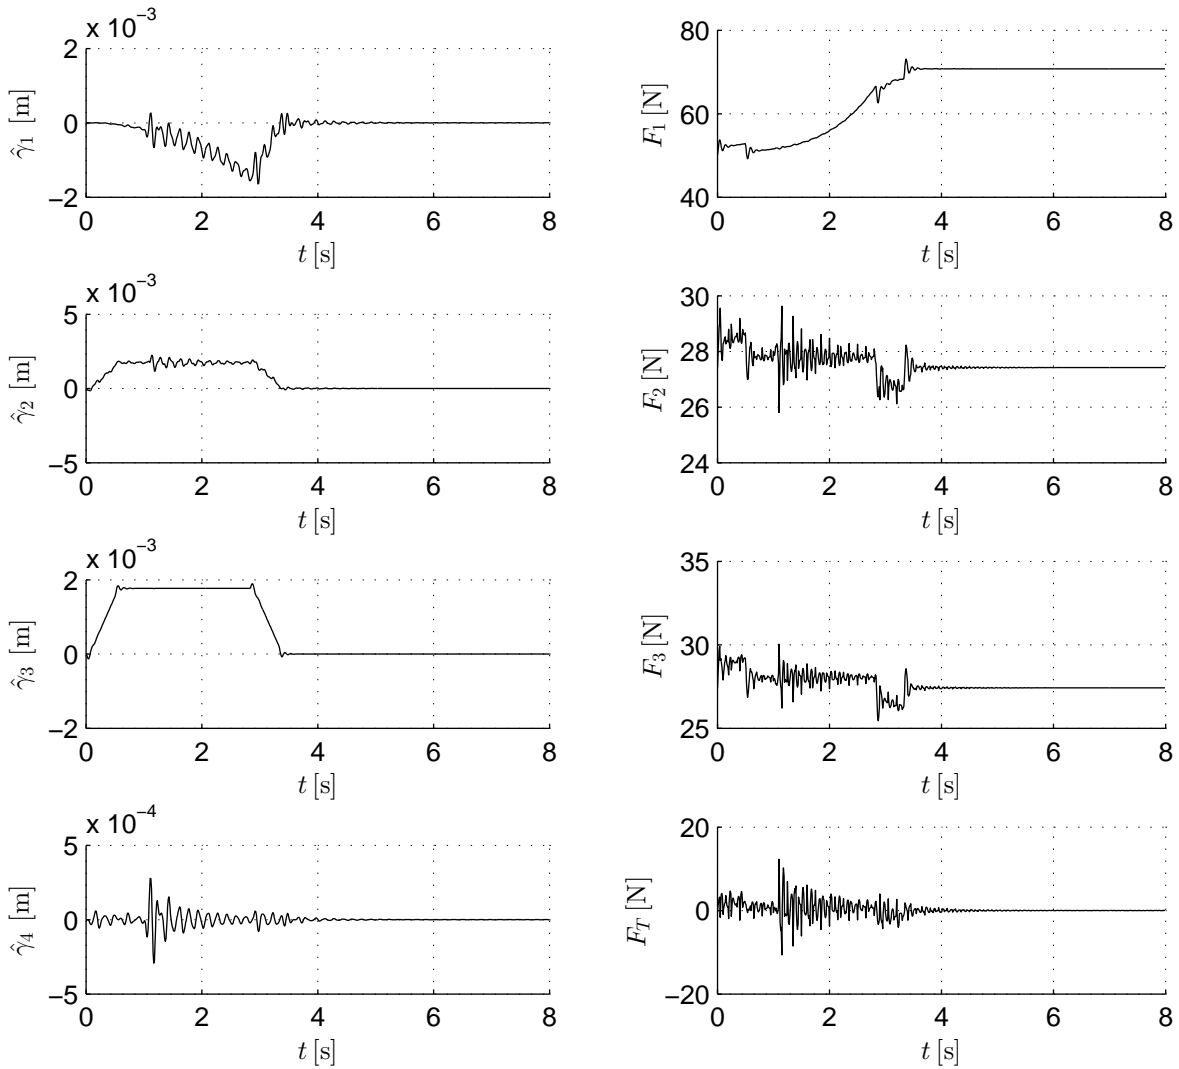 x 10⁻³
γ̂₁ [m]
2
0
−2
0 2 4 6 8
t [s]
F₁ [N]
80
60
40
0 2 4 6 8
t [s]
x 10⁻³
γ̂₂ [m]
5
0
−5
0 2 4 6 8
t [s]
F₂ [N]
30
28
26
24
0 2 4 6 8
t [s]
x 10⁻³
γ̂₃ [m]
2
0
−2
0 2 4 6 8
t [s]
F₃ [N]
35
30
25
0 2 4 6 8
t [s]
x 10⁻⁴
γ̂₄ [m]
5
0
−5
0 2 4 6 8
t [s]
F_T [N]
20
0
−20
0 2 4 6 8
t [s]